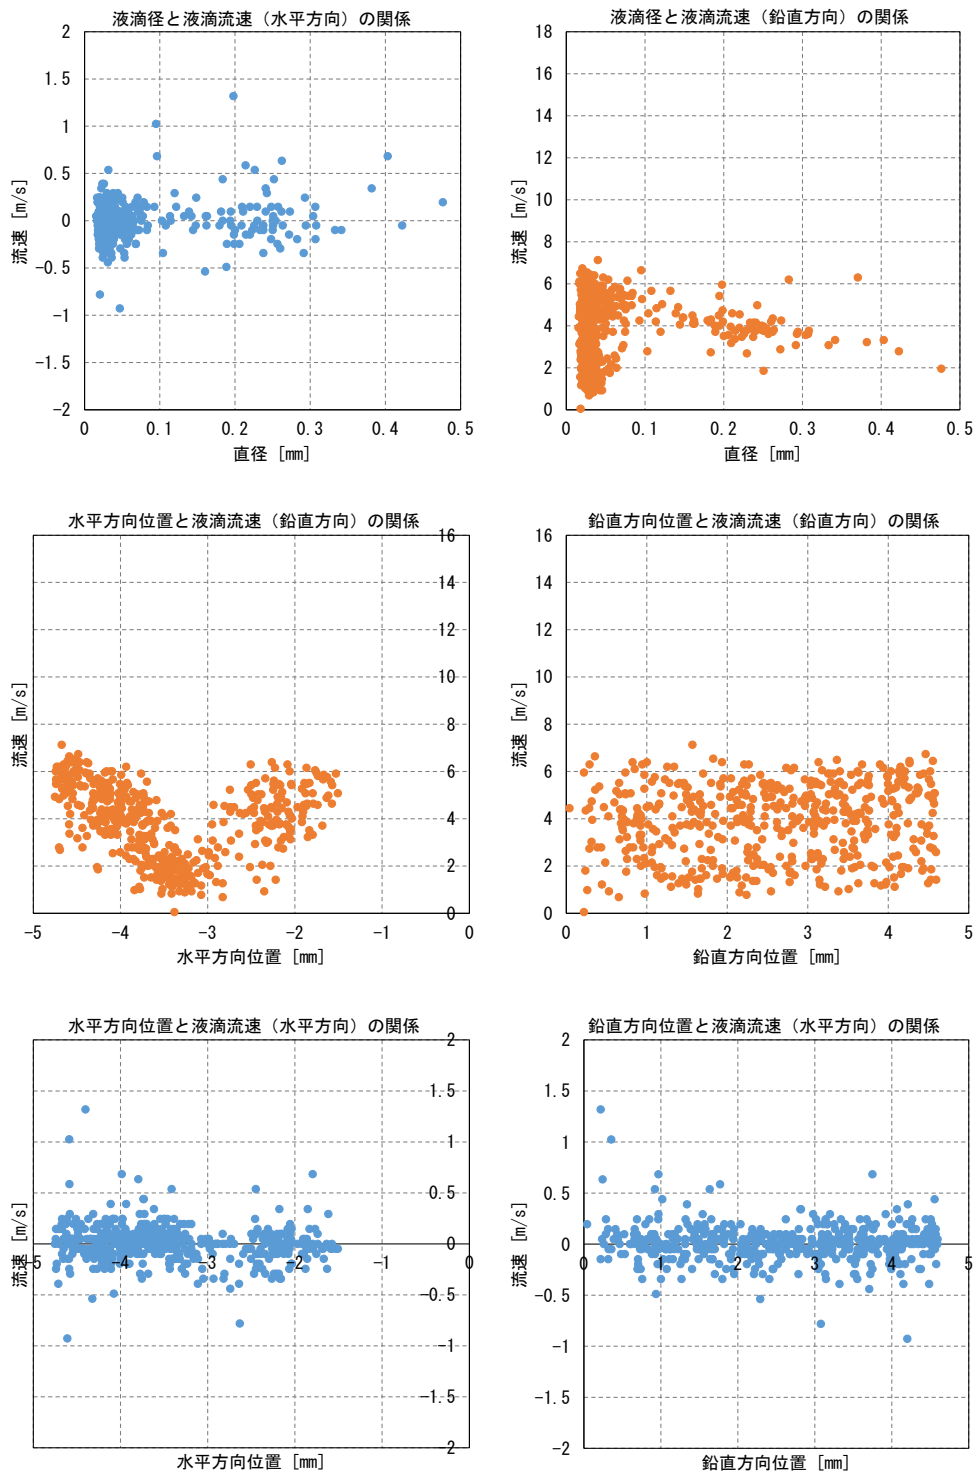 液滴径と液滴流速（水平方向）の関係
2
1.5
1
0.5
0
-0.5
-1
-1.5
-2
流速 [m/s]
0 0.1 0.2 0.3 0.4 0.5
直径 [mm]
液滴径と液滴流速（鉛直方向）の関係
18
16
14
12
10
8
6
4
2
0
流速 [m/s]
0 0.1 0.2 0.3 0.4 0.5
直径 [mm]
水平方向位置と液滴流速（鉛直方向）の関係
16
14
12
10
8
6
4
2
0
流速 [m/s]
-5 -4 -3 -2 -1 0
水平方向位置 [mm]
鉛直方向位置と液滴流速（鉛直方向）の関係
16
14
12
10
8
6
4
2
0
流速 [m/s]
0 1 2 3 4 5
鉛直方向位置 [mm]
水平方向位置と液滴流速（水平方向）の関係
2
1.5
1
0.5
0
-0.5
-1
-1.5
-2
流速 [m/s]
-5 -4 -3 -2 -1 0
水平方向位置 [mm]
鉛直方向位置と液滴流速（水平方向）の関係
2
1.5
1
0.5
0
-0.5
-1
-1.5
-2
流速 [m/s]
0 1 2 3 4 5
鉛直方向位置 [mm]